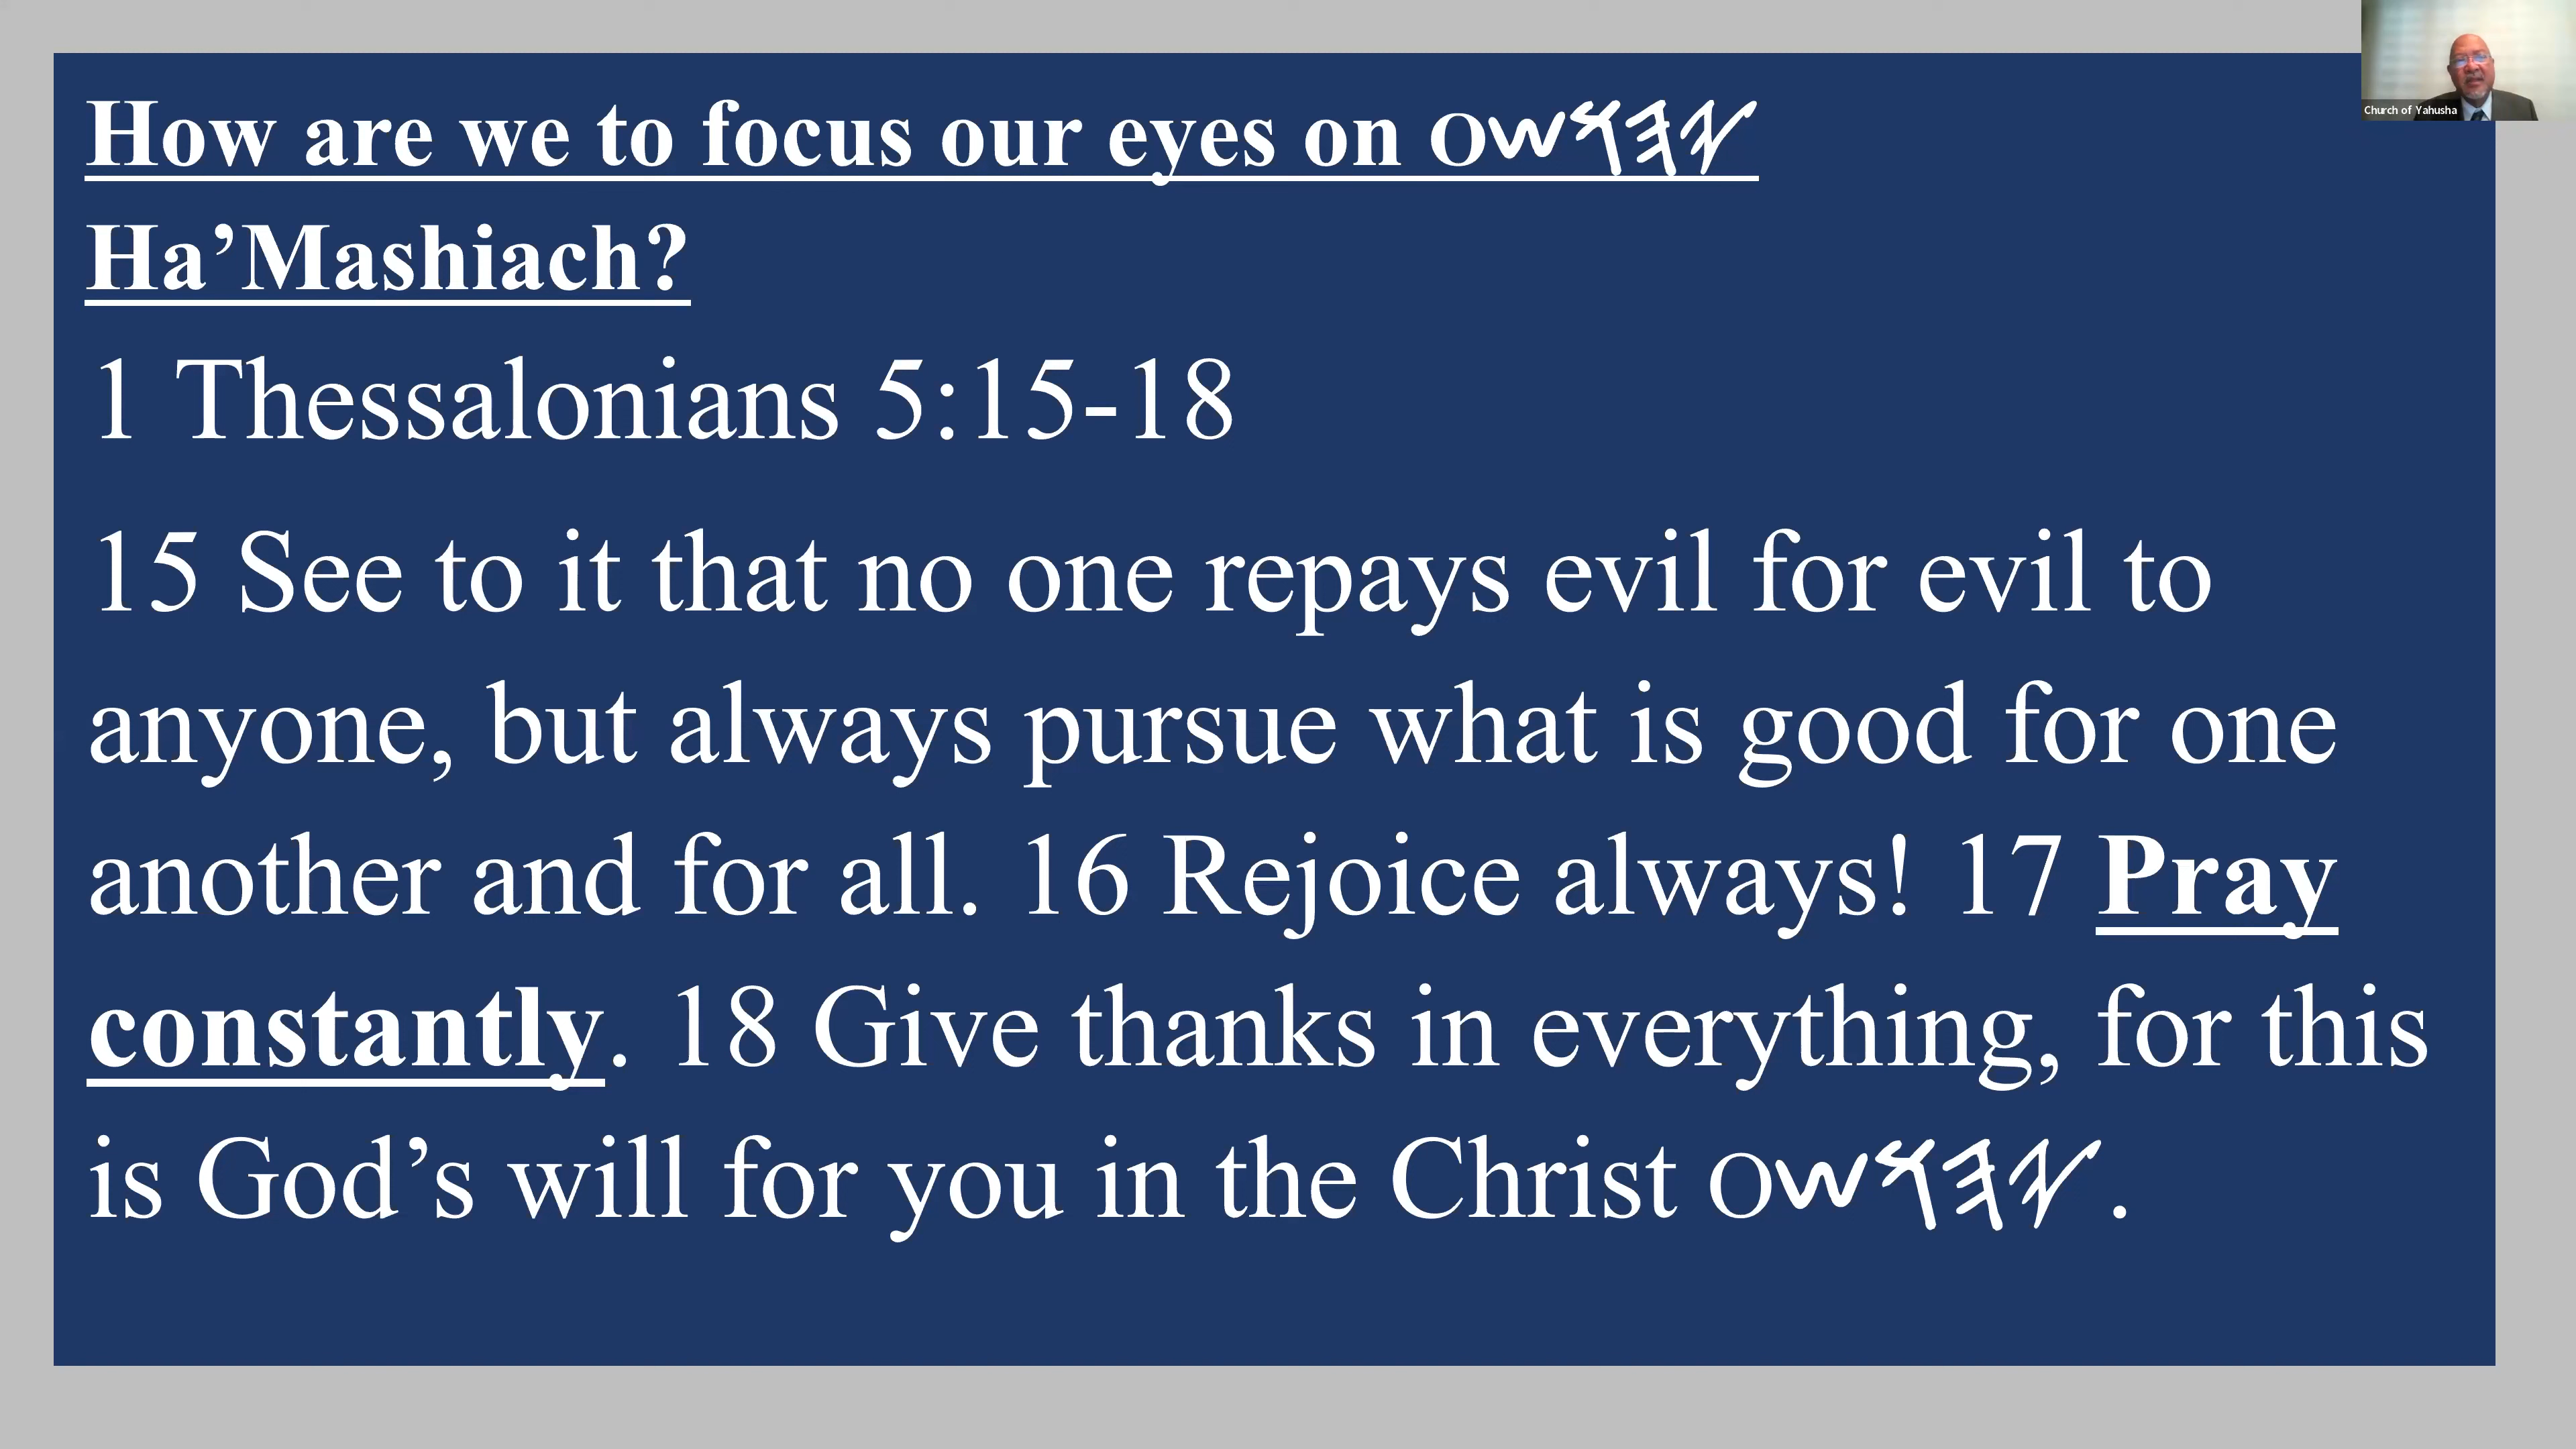 How are we to focus our eyes on 𐤉𐤄𐤅𐤔𐤏
Ha’Mashiach?
1 Thessalonians 5:15-18
15 See to it that no one repays evil for evil to
anyone, but always pursue what is good for one
another and for all. 16 Rejoice always! 17 Pray
constantly. 18 Give thanks in everything, for this
is God’s will for you in the Christ 𐤉𐤄𐤅𐤔𐤏.
Church of Yahusha